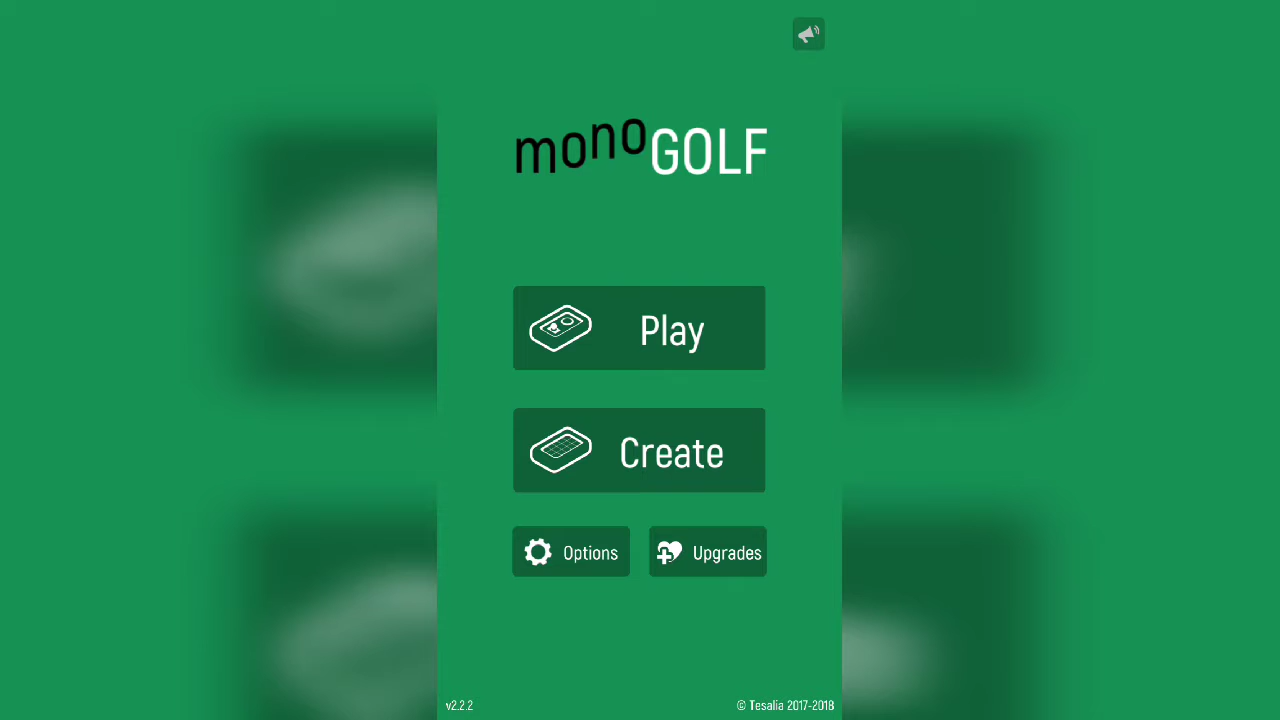 monoGOLF
Play
Create
Options
Upgrades
v2.2.2
© Tesalia 2017-2018